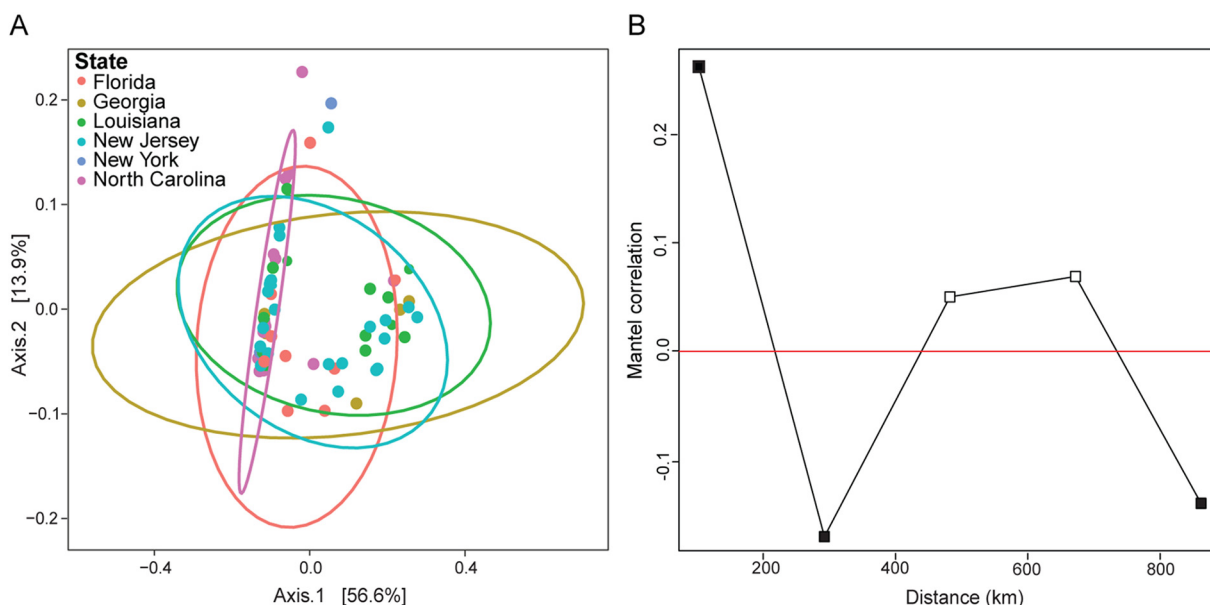 A
State
Florida
Georgia
Louisiana
New Jersey
New York
North Carolina
0.2
0.1
0.0
−0.1
−0.2
Axis.2 [13.9%]
−0.4
0.0
0.4
Axis.1 [56.6%]
B
Mantel correlation
0.2
0.1
0.0
-0.1
200
400
600
800
Distance (km)